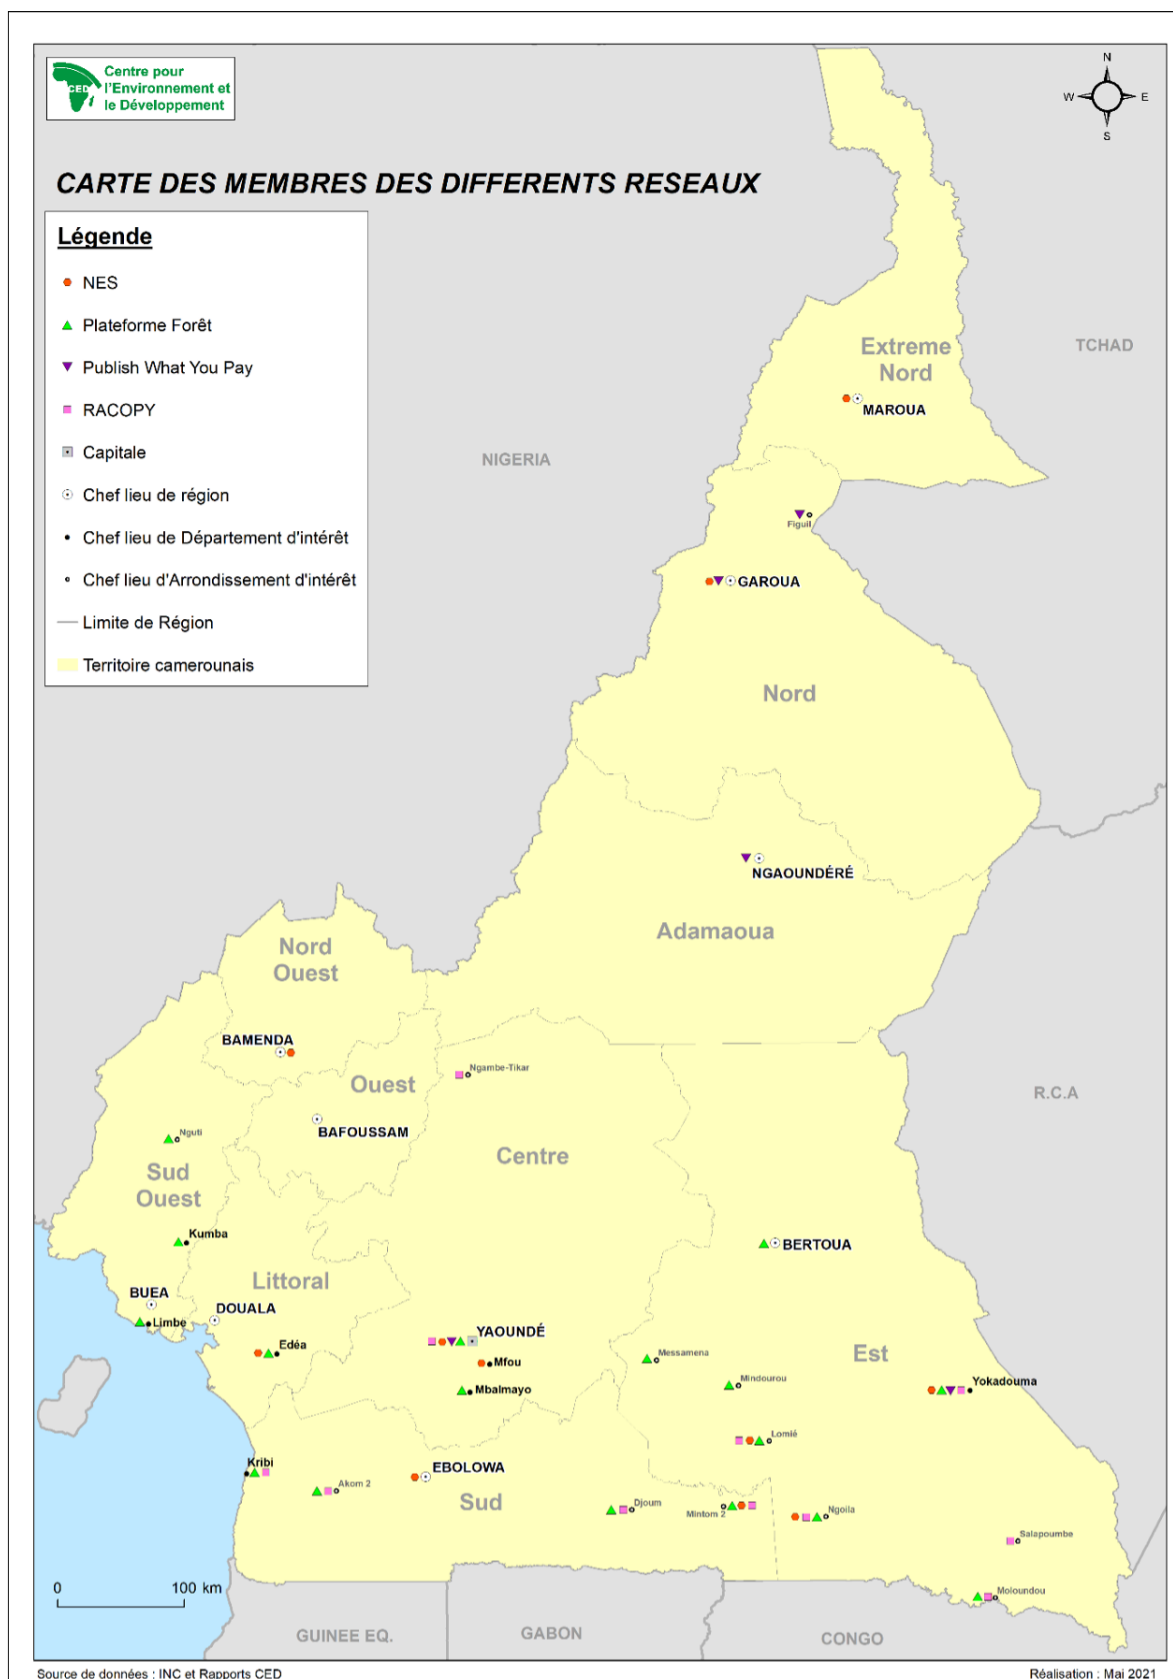 CED
Centre pour
l'Environnement et
le Développement
N
W
E
S
CARTE DES MEMBRES DES DIFFERENTS RESEAUX
Légende
NES
Plateforme Forêt
Publish What You Pay
RACOPY
Capitale
Chef lieu de région
Chef lieu de Département d'intérêt
Chef lieu d'Arrondissement d'intérêt
Limite de Région
Territoire camerounais
Extreme
Nord
TCHAD
MAROUA
NIGERIA
Figuil
GAROUA
Nord
NGAOUNDÉRÉ
Adamaoua
Nord
Ouest
BAMENDA
Ngambe-Tikar
Ouest
R.C.A
BAFOUSSAM
Nguti
Centre
Sud
Ouest
Kumba
BERTOUA
Littoral
BUEA
DOUALA
Limbe
YAOUNDÉ
Edéa
Messamena
Est
Mfou
Mindourou
Yokadouma
Mbalmayo
Lomié
Kribi
EBOLOWA
Akom 2
Sud
Djoum
Mintom 2
Ngoila
Salapoumbe
0 100 km
Moloundou
GUINEE EQ.
GABON
CONGO
Source de données : INC et Rapports CED
Réalisation : Mai 2021